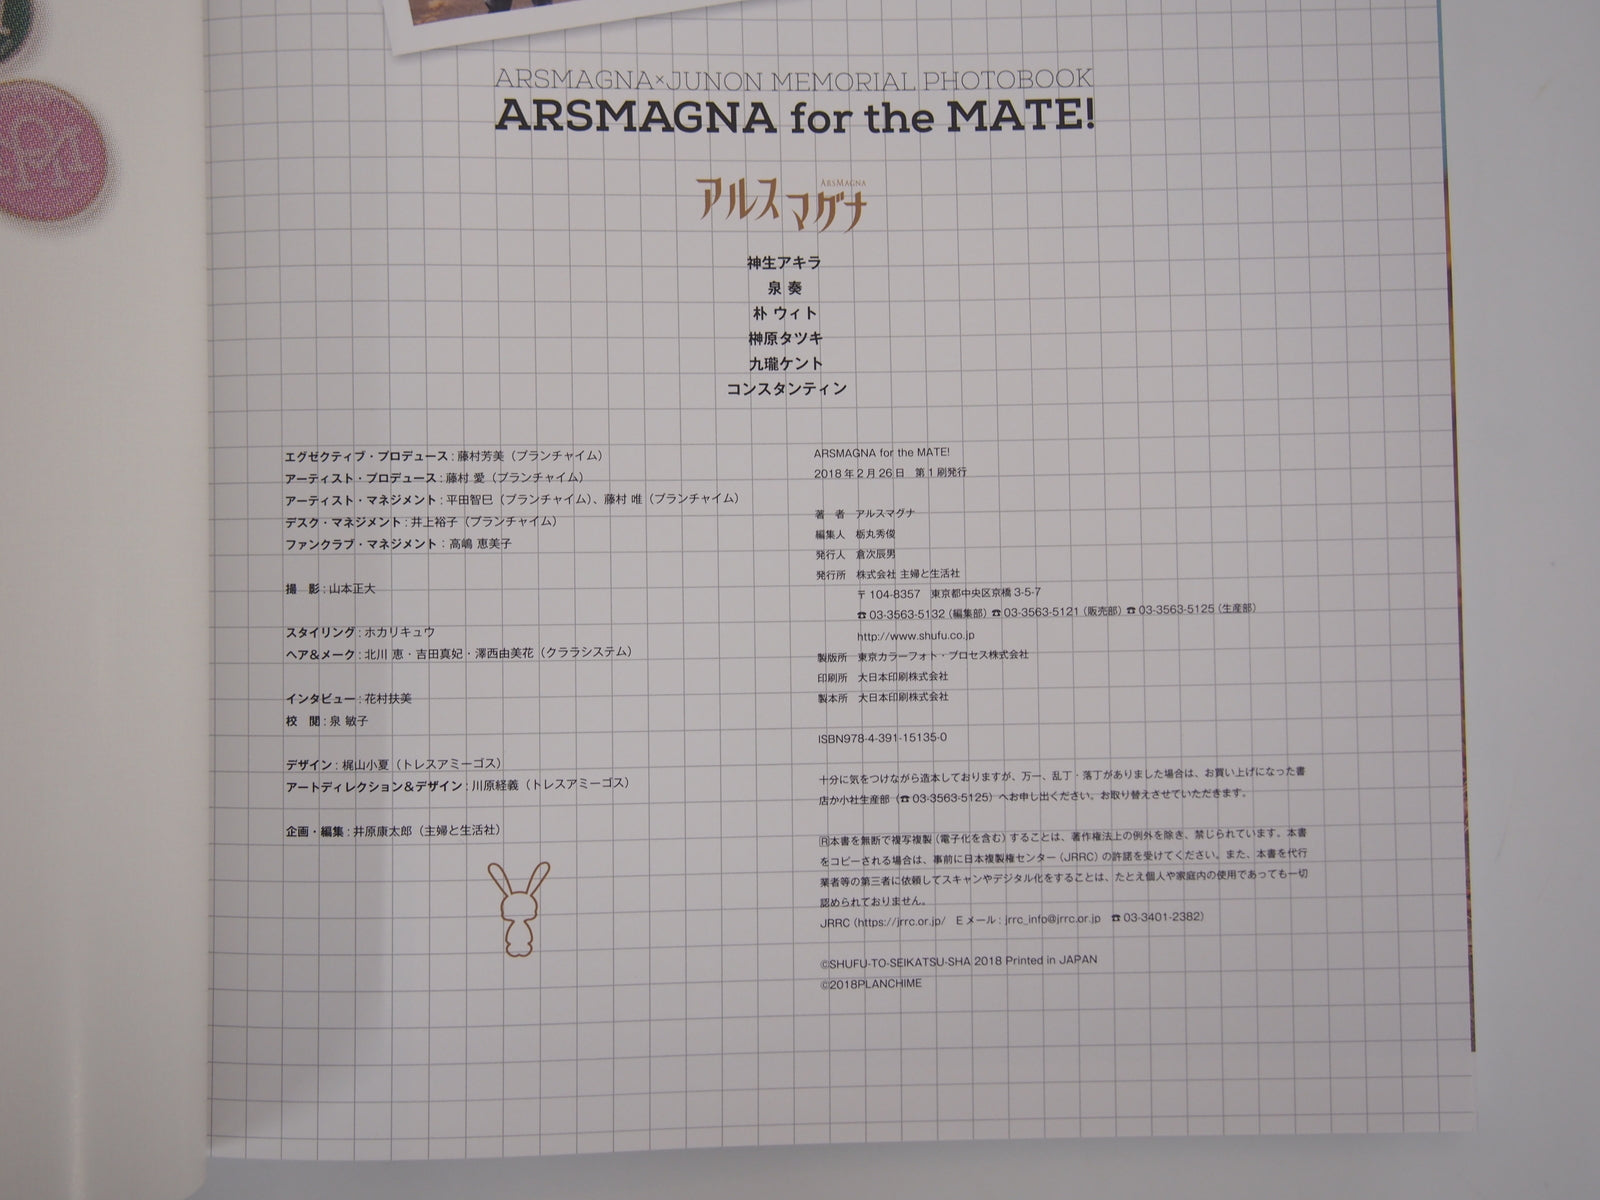 ARSMAGNA×JUNON MEMORIAL PHOTOBOOK
ARSMAGNA for the MATE!
アルスマグナ
ARSMAGNA
神生アキラ
泉 奏
朴 ウィト
榊原タツキ
九瓏ケント
コンスタンティン
エグゼクティブ・プロデュース : 藤村芳美（プランチャイム）
アーティスト・プロデュース : 藤村 愛（プランチャイム）
アーティスト・マネジメント : 平田智巳（プランチャイム）、藤村 唯（プランチャイム）
デスク・マネジメント : 井上裕子（プランチャイム）
ファンクラブ・マネジメント : 高嶋 恵美子
撮　影 : 山本正大
スタイリング : ホカリキュウ
ヘア＆メーク : 北川 恵・吉田真妃・澤西由美花（クララシステム）
インタビュー : 花村扶美
校　閲 : 泉 敏子
デザイン : 梶山小夏（トレスアミーゴス）
アートディレクション＆デザイン : 川原経義（トレスアミーゴス）
企画・編集 : 井原康太郎（主婦と生活社）
ARSMAGNA for the MATE!
2018年2月26日　第1刷発行
著　者　アルスマグナ
編集人　栃丸秀俊
発行人　倉次辰男
発行所　株式会社 主婦と生活社
〒104-8357　東京都中央区京橋 3-5-7
☎03-3563-5132（編集部）☎03-3563-5121（販売部）☎03-3563-5125（生産部）
http://www.shufu.co.jp
製版所　東京カラーフォト・プロセス株式会社
印刷所　大日本印刷株式会社
製本所　大日本印刷株式会社
ISBN978-4-391-15135-0
十分に気をつけながら造本しておりますが、万一、乱丁・落丁がありました場合は、お買い上げになった書
店か小社生産部（☎03-3563-5125）へお申し出ください。お取り替えさせていただきます。
Ⓡ本書を無断で複写複製（電子化を含む）することは、著作権法上の例外を除き、禁じられています。本書
をコピーされる場合は、事前に日本複製権センター（JRRC）の許諾を受けてください。また、本書を代行
業者等の第三者に依頼してスキャンやデジタル化をすることは、たとえ個人や家庭内の使用であっても一切
認められておりません。
JRRC（https://jrrc.or.jp/　Eメール : jrrc_info@jrrc.or.jp　☎03-3401-2382）
©SHUFU-TO-SEIKATSU-SHA 2018 Printed in JAPAN
©2018PLANCHIME